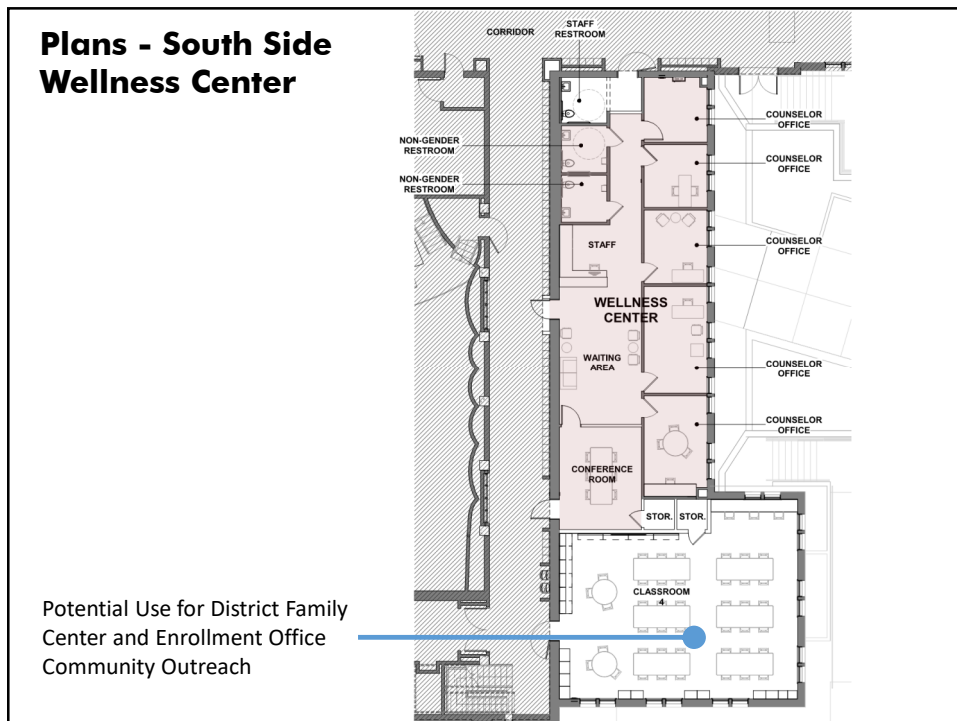 Plans - South Side
Wellness Center
CORRIDOR
STAFF
RESTROOM
COUNSELOR
OFFICE
NON-GENDER
RESTROOM
COUNSELOR
OFFICE
NON-GENDER
RESTROOM
STAFF
COUNSELOR
OFFICE
WELLNESS
CENTER
WAITING
AREA
COUNSELOR
OFFICE
COUNSELOR
OFFICE
CONFERENCE
ROOM
STOR.
STOR.
CLASSROOM
4
Potential Use for District Family
Center and Enrollment Office
Community Outreach